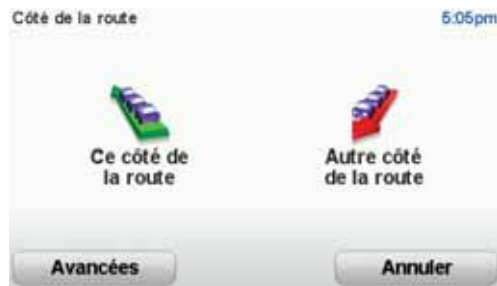 Côté de la route
5:05pm
Ce côté de
la route
Autre côté
de la route
Avancées
Annuler